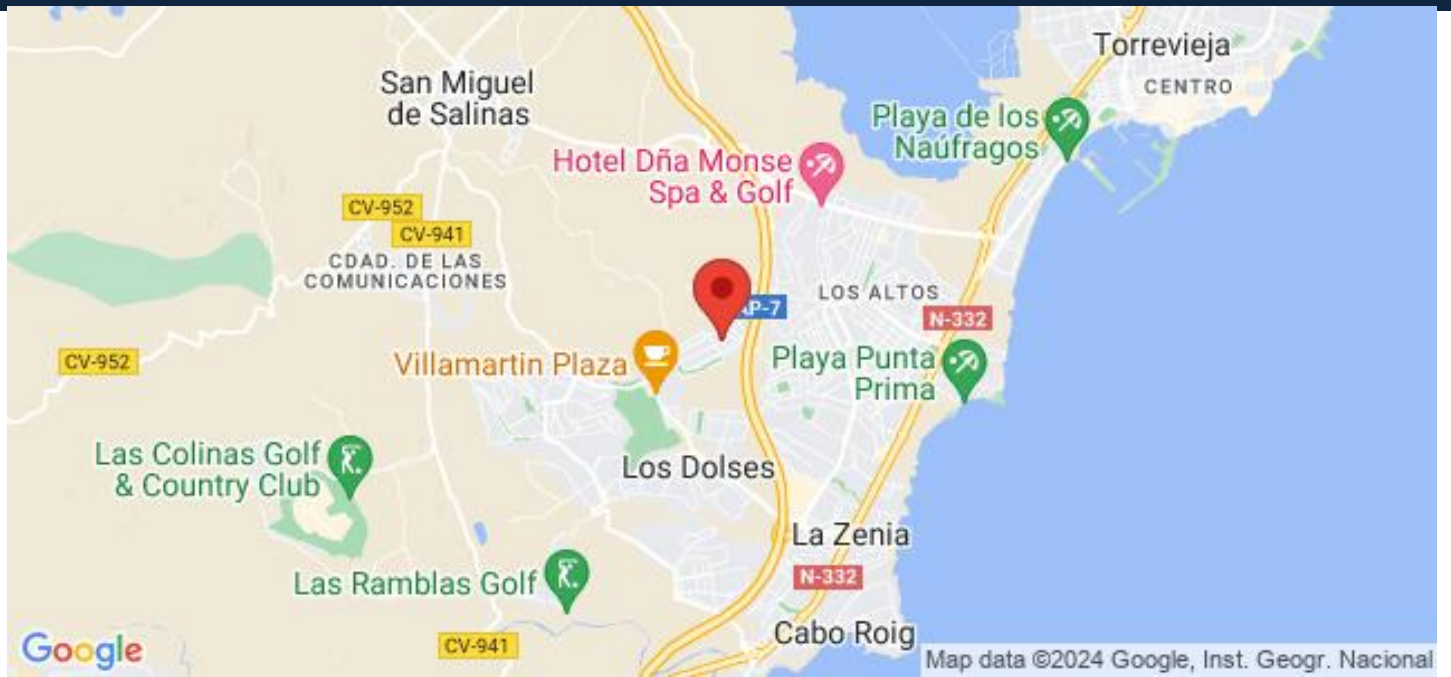 Torrevieja
CENTRO
San Miguel
de Salinas
Playa de los
Naúfragos
Hotel Dña Monse
Spa & Golf
CV-952
CV-941
CDAD. DE LAS
COMUNICACIONES
LOS ALTOS
AP-7
N-332
CV-952
Villamartin Plaza
Playa Punta
Prima
Las Colinas Golf
& Country Club
Los Dolses
La Zenia
N-332
Las Ramblas Golf
Cabo Roig
CV-941
Google
Map data ©2024 Google, Inst. Geogr. Nacional